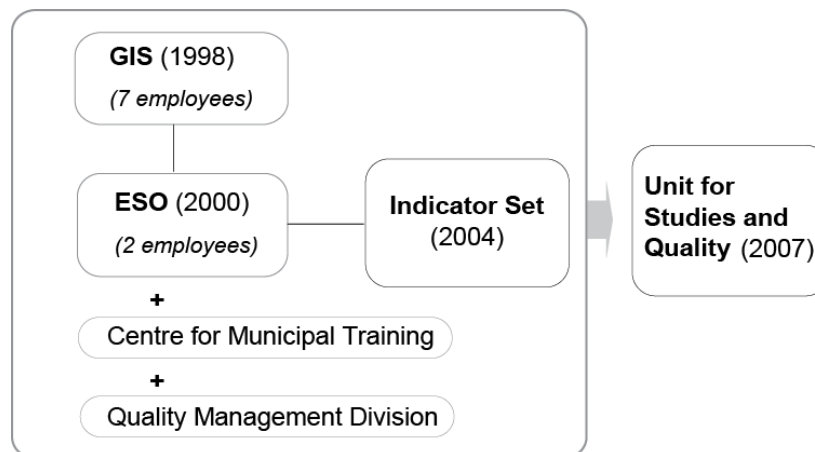 GIS (1998)
(7 employees)
ESO (2000)
(2 employees)
+
Centre for Municipal Training
+
Quality Management Division
Indicator Set
(2004)
Unit for
Studies and
Quality (2007)